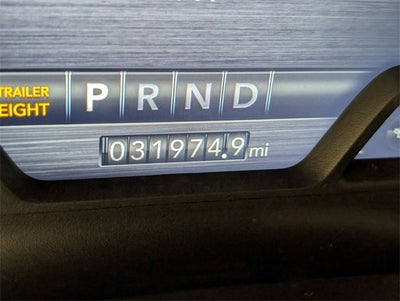 TRAILER
EIGHT
P R N D
031974.9 mi